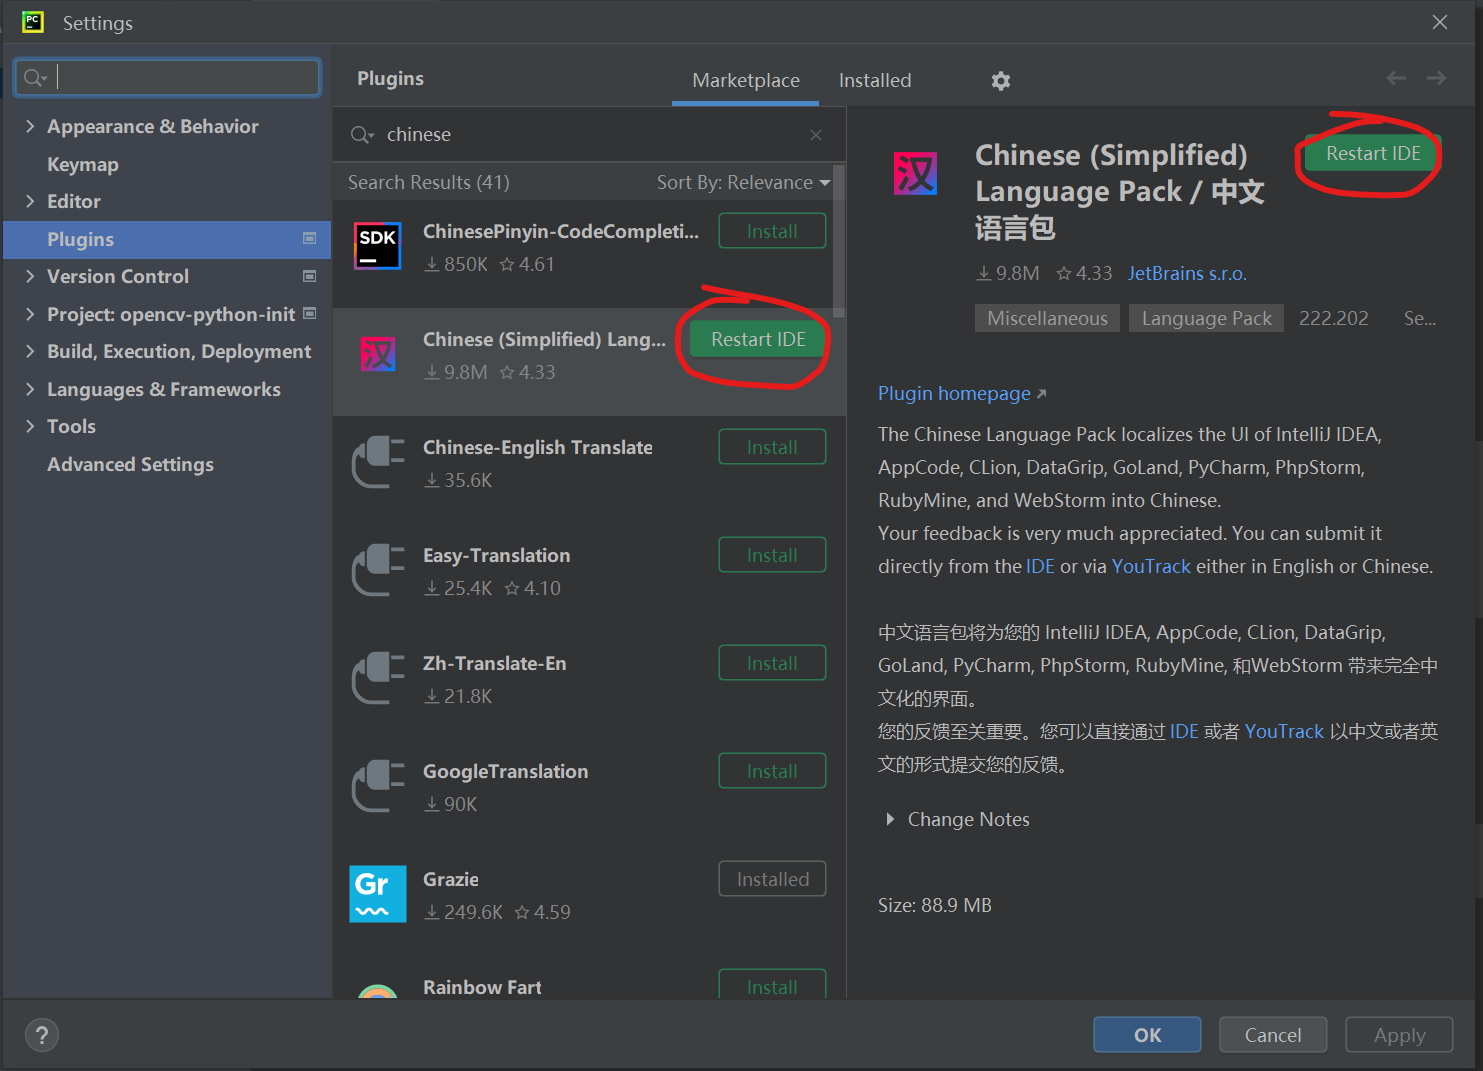 PC
Settings
Appearance & Behavior
Keymap
Editor
Plugins
Version Control
Project: opencv-python-init
Build, Execution, Deployment
Languages & Frameworks
Tools
Advanced Settings
Plugins
Marketplace
Installed
chinese
Search Results (41)
Sort By: Relevance
SDK
ChinesePinyin-CodeCompleti...
850K 4.61
Install
汉
Chinese (Simplified) Lang...
9.8M 4.33
Restart IDE
Chinese-English Translate
35.6K
Install
Easy-Translation
25.4K 4.10
Install
Zh-Translate-En
21.8K
Install
GoogleTranslation
90K
Install
Gr
Grazie
249.6K 4.59
Installed
Rainbow Fart
Install
汉
Chinese (Simplified)
Language Pack / 中文
语言包
Restart IDE
9.8M 4.33 JetBrains s.r.o.
Miscellaneous Language Pack 222.202 Se...
Plugin homepage
The Chinese Language Pack localizes the UI of IntelliJ IDEA,
AppCode, CLion, DataGrip, GoLand, PyCharm, PhpStorm,
RubyMine, and WebStorm into Chinese.
Your feedback is very much appreciated. You can submit it
directly from the IDE or via YouTrack either in English or Chinese.
中文语言包将为您的 IntelliJ IDEA, AppCode, CLion, DataGrip,
GoLand, PyCharm, PhpStorm, RubyMine, 和WebStorm 带来完全中
文化的界面。
您的反馈至关重要。您可以直接通过 IDE 或者 YouTrack 以中文或者英
文的形式提交您的反馈。
Change Notes
Size: 88.9 MB
?
OK
Cancel
Apply